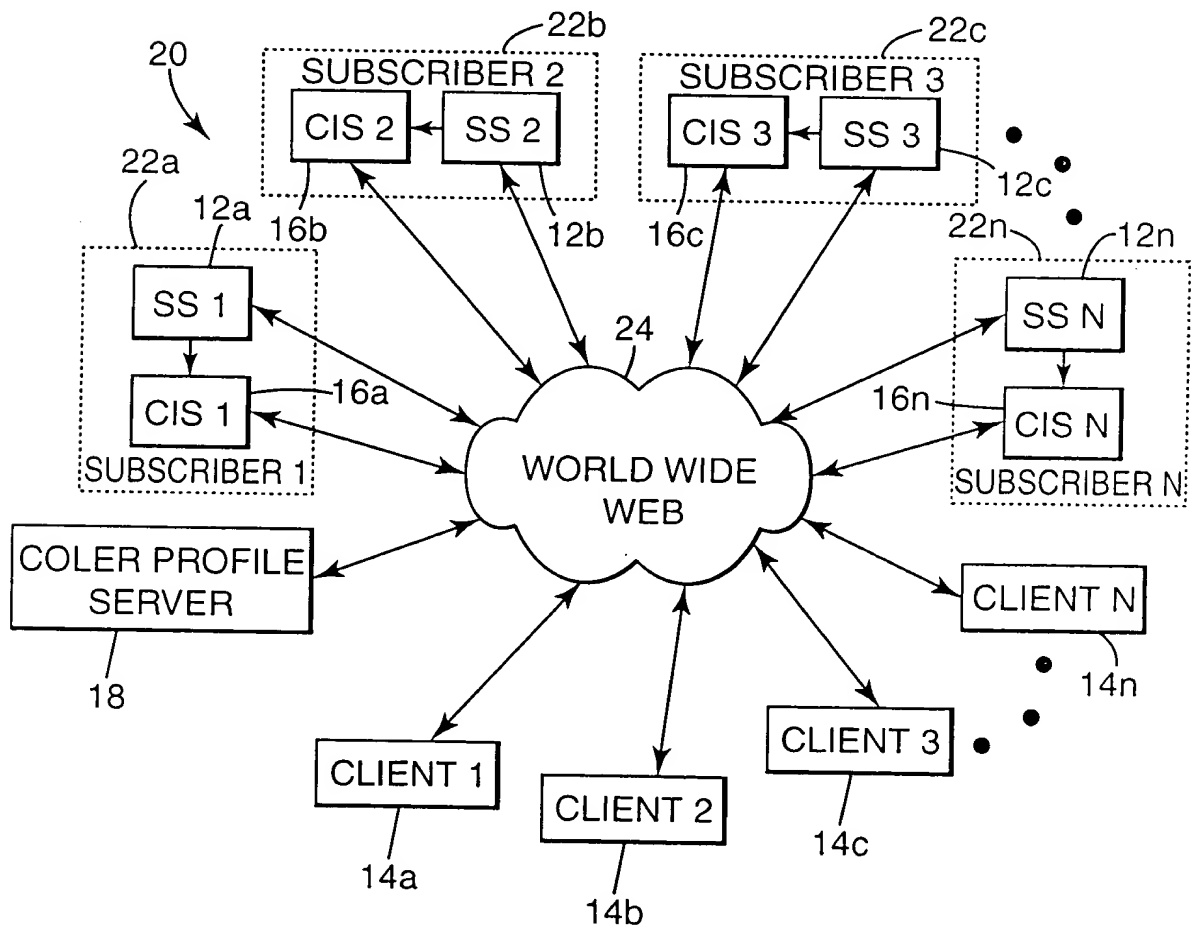 20
22b
SUBSCRIBER 2
CIS 2
SS 2
16b
12b
22c
SUBSCRIBER 3
CIS 3
SS 3
16c
12c
22a
12a
SS 1
CIS 1
16a
SUBSCRIBER 1
22n
12n
SS N
16n
CIS N
SUBSCRIBER N
24
WORLD WIDE
WEB
COLER PROFILE
SERVER
18
CLIENT N
14n
CLIENT 1
14a
CLIENT 2
14b
CLIENT 3
14c